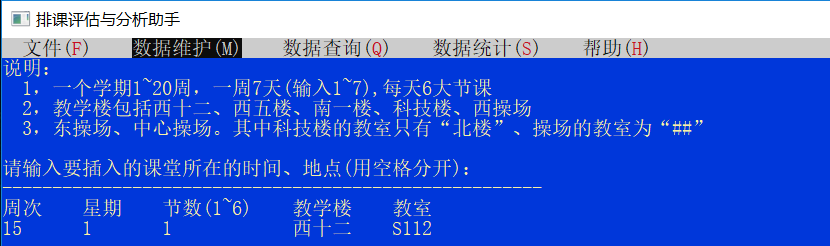 排课评估与分析助手
文件(F) 数据维护(M) 数据查询(Q) 数据统计(S) 帮助(H)
说明:
1, 一个学期1~20周，一周7天(输入1~7),每天6大节课
2, 教学楼包括西十二、西五楼、南一楼、科技楼、西操场
3, 东操场、中心操场。其中科技楼的教室只有“北楼”、操场的教室为“##”
请输入要插入的课堂所在的时间、地点(用空格分开):
------------------------------------------------------
周次 星期 节数(1~6) 教学楼 教室
15 1 1 西十二 S112